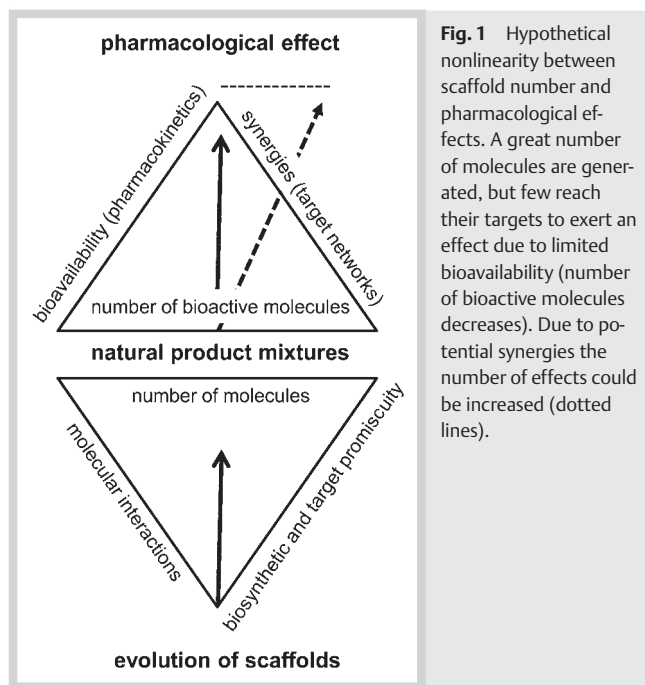 pharmacological effect
bioavailability (pharmacokinetics)
synergies (target networks)
number of bioactive molecules
natural product mixtures
number of molecules
molecular interactions
biosynthetic and target promiscuity
evolution of scaffolds
Fig. 1 Hypothetical
nonlinearity between
scaffold number and
pharmacological ef-
fects. A great number
of molecules are gener-
ated, but few reach
their targets to exert an
effect due to limited
bioavailability (number
of bioactive molecules
decreases). Due to po-
tential synergies the
number of effects could
be increased (dotted
lines).